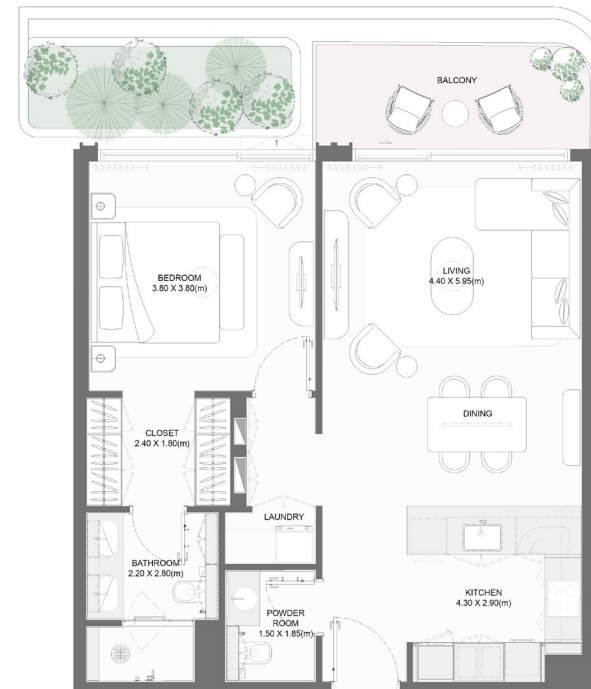 BALCONY
BEDROOM
3.80 X 3.80(m)
LIVING
4.40 X 5.95(m)
DINING
CLOSET
2.40 X 1.80(m)
LAUNDRY
BATHROOM
2.20 X 2.80(m)
POWDER
ROOM
1.50 X 1.85(m)
KITCHEN
4.30 X 2.90(m)